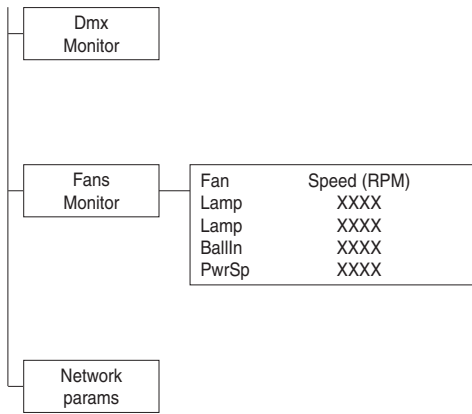 Dmx
Monitor
Fans
Monitor
Fan Speed (RPM)
Lamp XXXX
Lamp XXXX
BallIn XXXX
PwrSp XXXX
Network
params